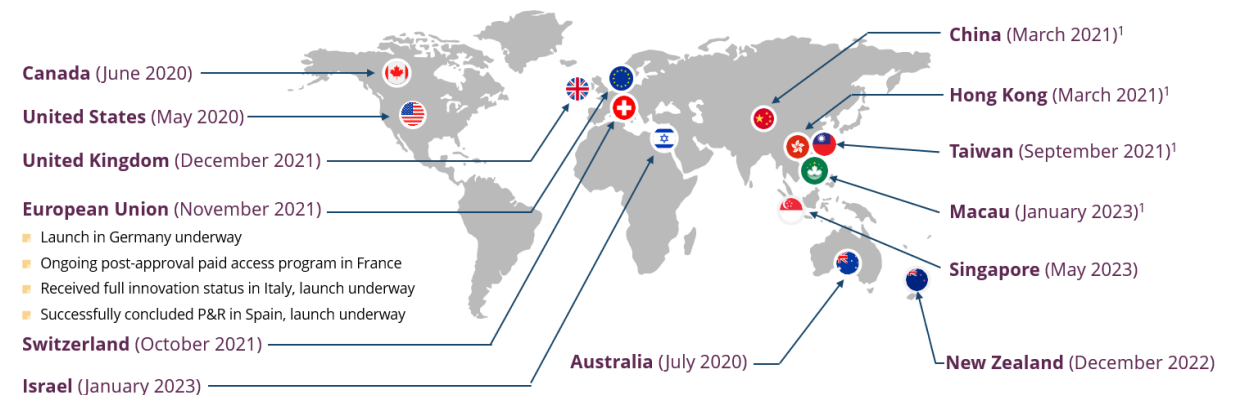 Canada (June 2020)
United States (May 2020)
United Kingdom (December 2021)
European Union (November 2021)
Launch in Germany underway
Ongoing post-approval paid access program in France
Received full innovation status in Italy, launch underway
Successfully concluded P&R in Spain, launch underway
Switzerland (October 2021)
Israel (January 2023)
Australia (July 2020)
China (March 2021)¹
Hong Kong (March 2021)¹
Taiwan (September 2021)¹
Macau (January 2023)¹
Singapore (May 2023)
New Zealand (December 2022)